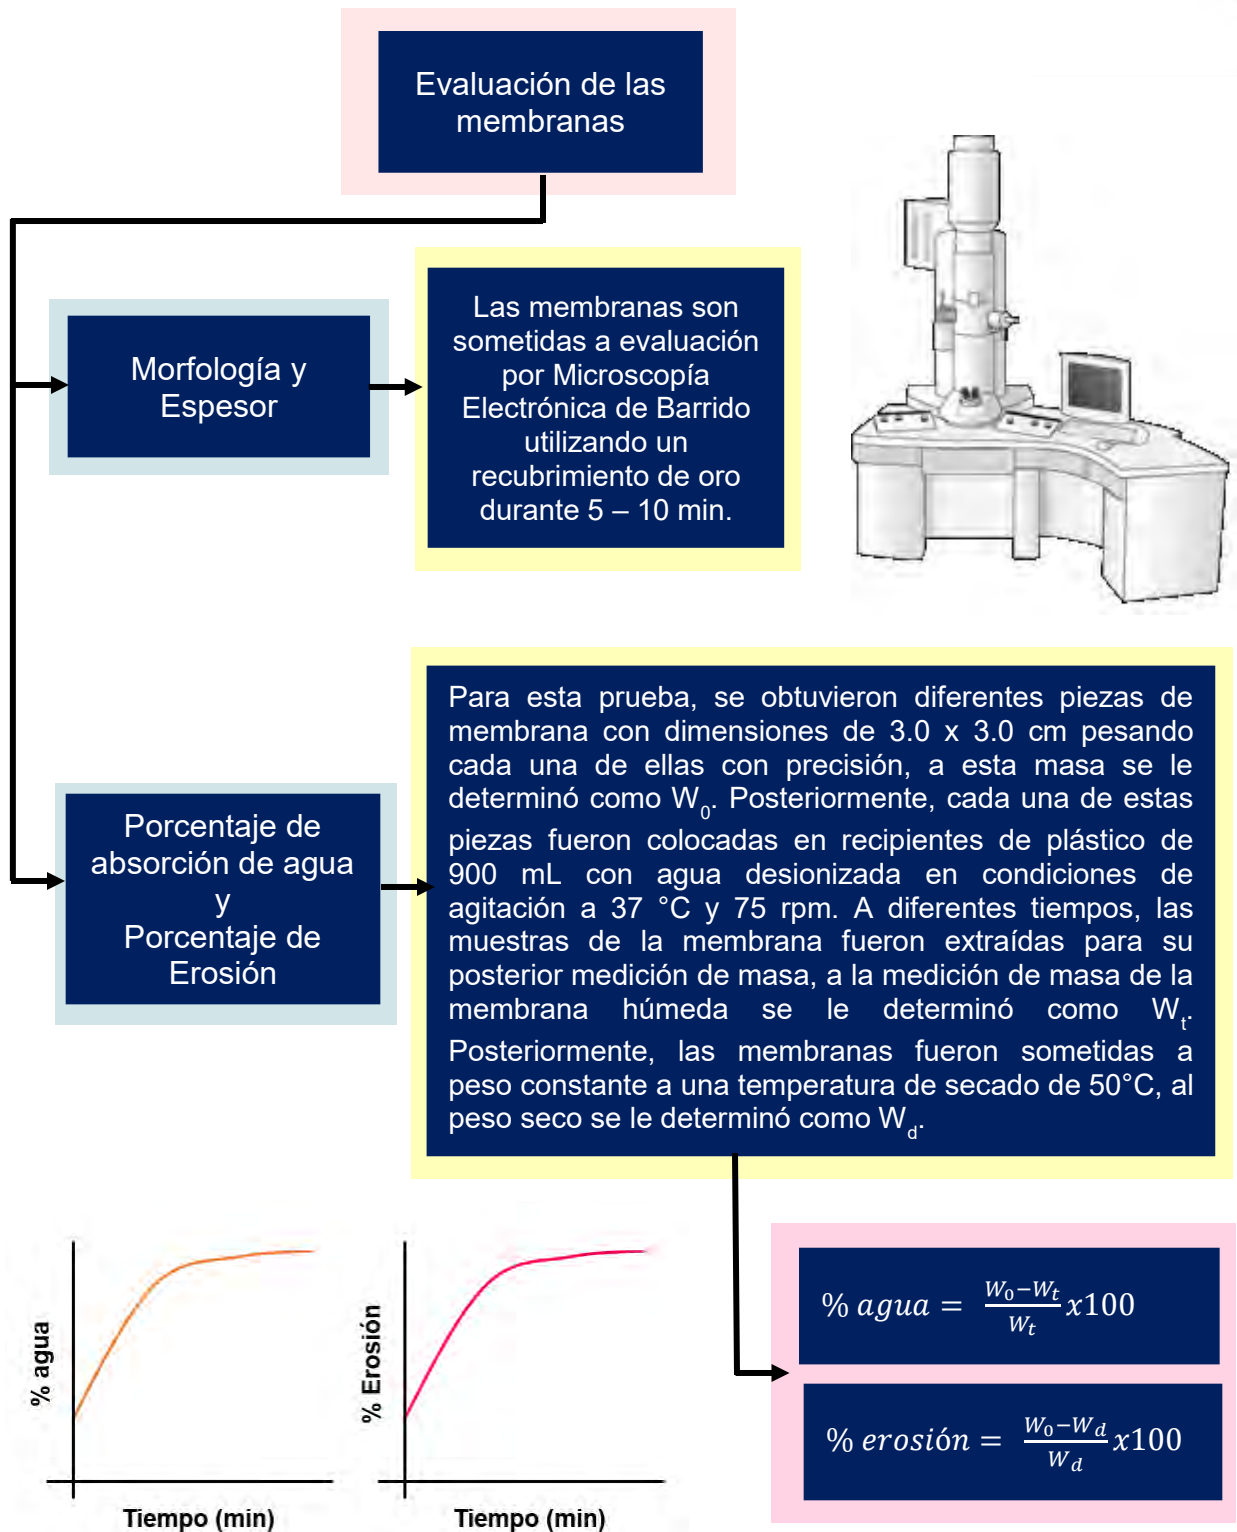 Evaluación de las
membranas
Morfología y
Espesor
Las membranas son
sometidas a evaluación
por Microscopía
Electrónica de Barrido
utilizando un
recubrimiento de oro
durante 5 – 10 min.
Porcentaje de
absorción de agua
y
Porcentaje de
Erosión
Para esta prueba, se obtuvieron diferentes piezas de
membrana con dimensiones de 3.0 x 3.0 cm pesando
cada una de ellas con precisión, a esta masa se le
determinó como W₀. Posteriormente, cada una de estas
piezas fueron colocadas en recipientes de plástico de
900 mL con agua desionizada en condiciones de
agitación a 37 °C y 75 rpm. A diferentes tiempos, las
muestras de la membrana fueron extraídas para su
posterior medición de masa, a la medición de masa de la
membrana húmeda se le determinó como Wₜ.
Posteriormente, las membranas fueron sometidas a
peso constante a una temperatura de secado de 50°C, al
peso seco se le determinó como W_d.
% agua
Tiempo (min)
% Erosión
Tiempo (min)
% agua = (W₀−Wₜ)/Wₜ x100
% erosión = (W₀−W_d)/W_d x100